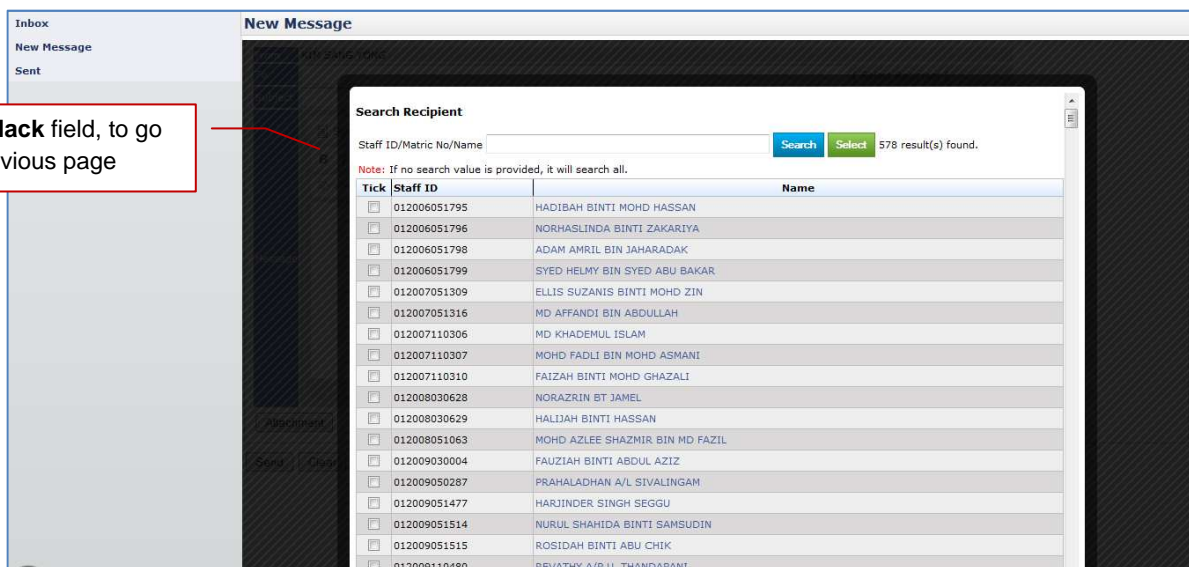 Inbox
New Message
Sent
New Message
lack field, to go
vious page
Search Recipient
Staff ID/Matric No/Name
Search Select 578 result(s) found.
Note: If no search value is provided, it will search all.
Tick Staff ID Name
012006051795 HADIBAH BINTI MOHD HASSAN
012006051796 NORHASLINDA BINTI ZAKARIYA
012006051798 ADAM AMRIL BIN JAHARADAK
012006051799 SYED HELMY BIN SYED ABU BAKAR
012007051309 ELLIS SUZANIS BINTI MOHD ZIN
012007051316 MD AFFANDI BIN ABDULLAH
012007110306 MD KHADEMUL ISLAM
012007110307 MOHD FADLI BIN MOHD ASMANI
012007110310 FAIZAH BINTI MOHD GHAZALI
012008030628 NORAZRIN BT JAMEL
012008030629 HALIJAH BINTI HASSAN
012008051063 MOHD AZLEE SHAZMIR BIN MD FAZIL
012009030004 FAUZIAH BINTI ABDUL AZIZ
012009050287 PRAHALADHAN A/L SIVALINGAM
012009051477 HARJINDER SINGH SEGGU
012009051514 NURUL SHAHIDA BINTI SAMSUDIN
012009051515 ROSIDAH BINTI ABU CHIK
012009110480 REVATHY A/P U. THANDAPANI
Attachment
Send Clear